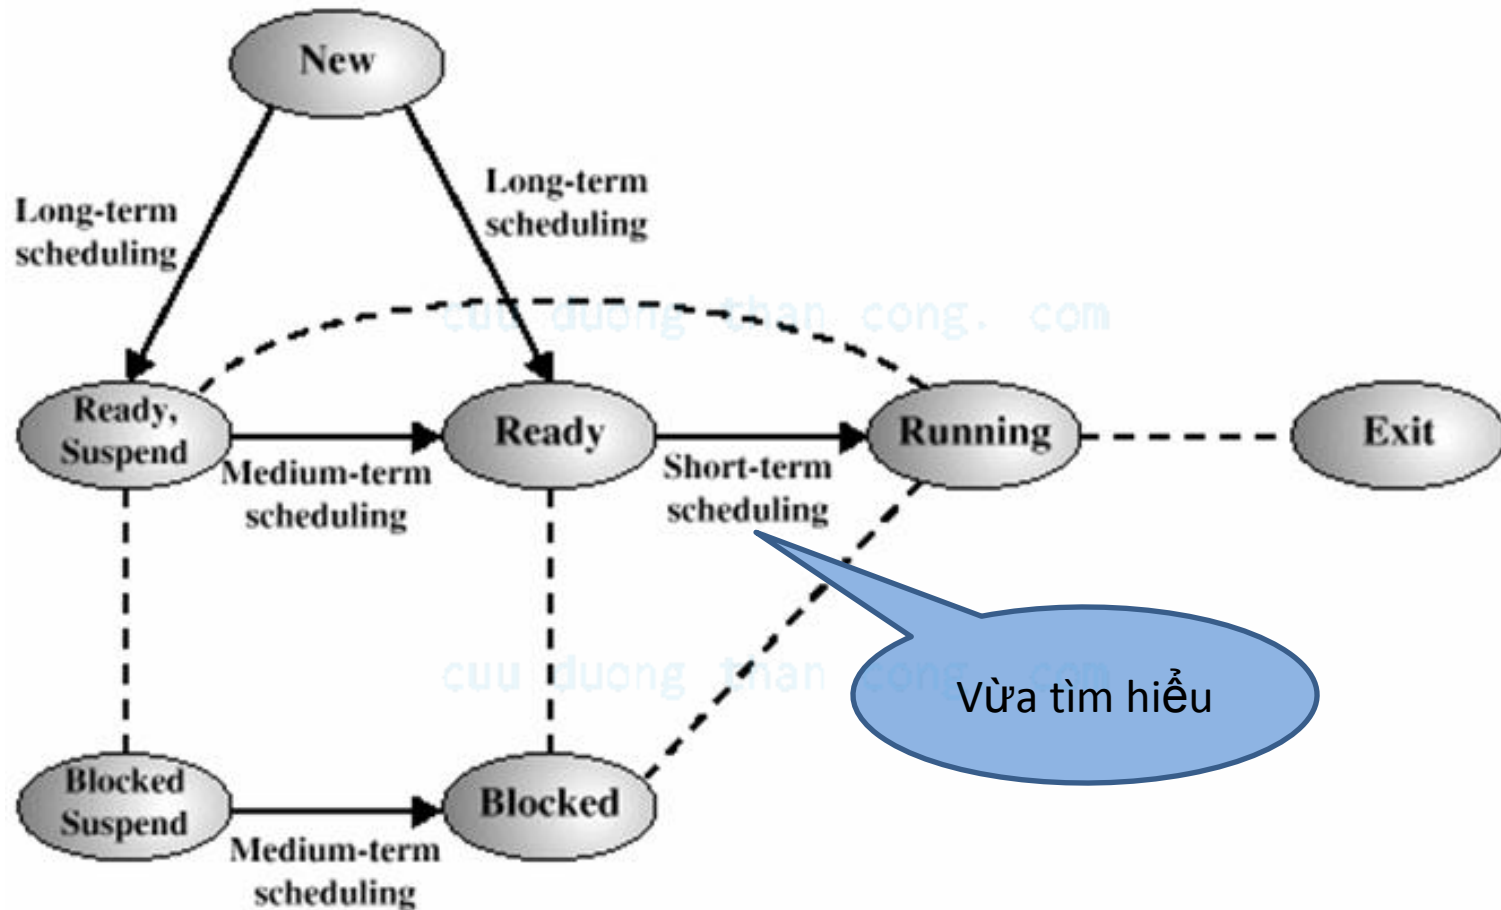 New
Long-term
scheduling
Long-term
scheduling
cuu duong than cong. com
Ready,
Suspend
Medium-term
scheduling
Ready
Short-term
scheduling
Running
Exit
cuu duong than cong. com
Vừa tìm hiểu
Blocked
Suspend
Medium-term
scheduling
Blocked